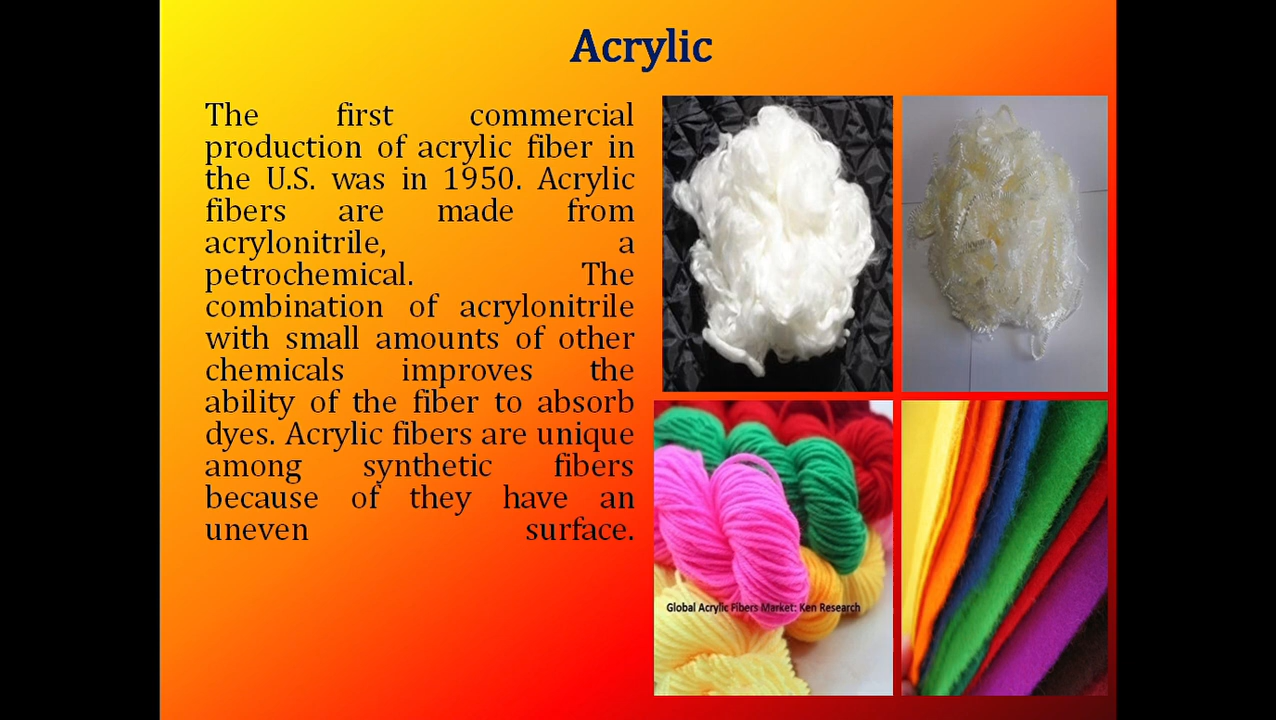 Acrylic
The first commercial
production of acrylic fiber in
the U.S. was in 1950. Acrylic
fibers are made from
acrylonitrile, a
petrochemical. The
combination of acrylonitrile
with small amounts of other
chemicals improves the
ability of the fiber to absorb
dyes. Acrylic fibers are unique
among synthetic fibers
because of they have an
uneven surface.
Global Acrylic Fibers Market: Ken Research